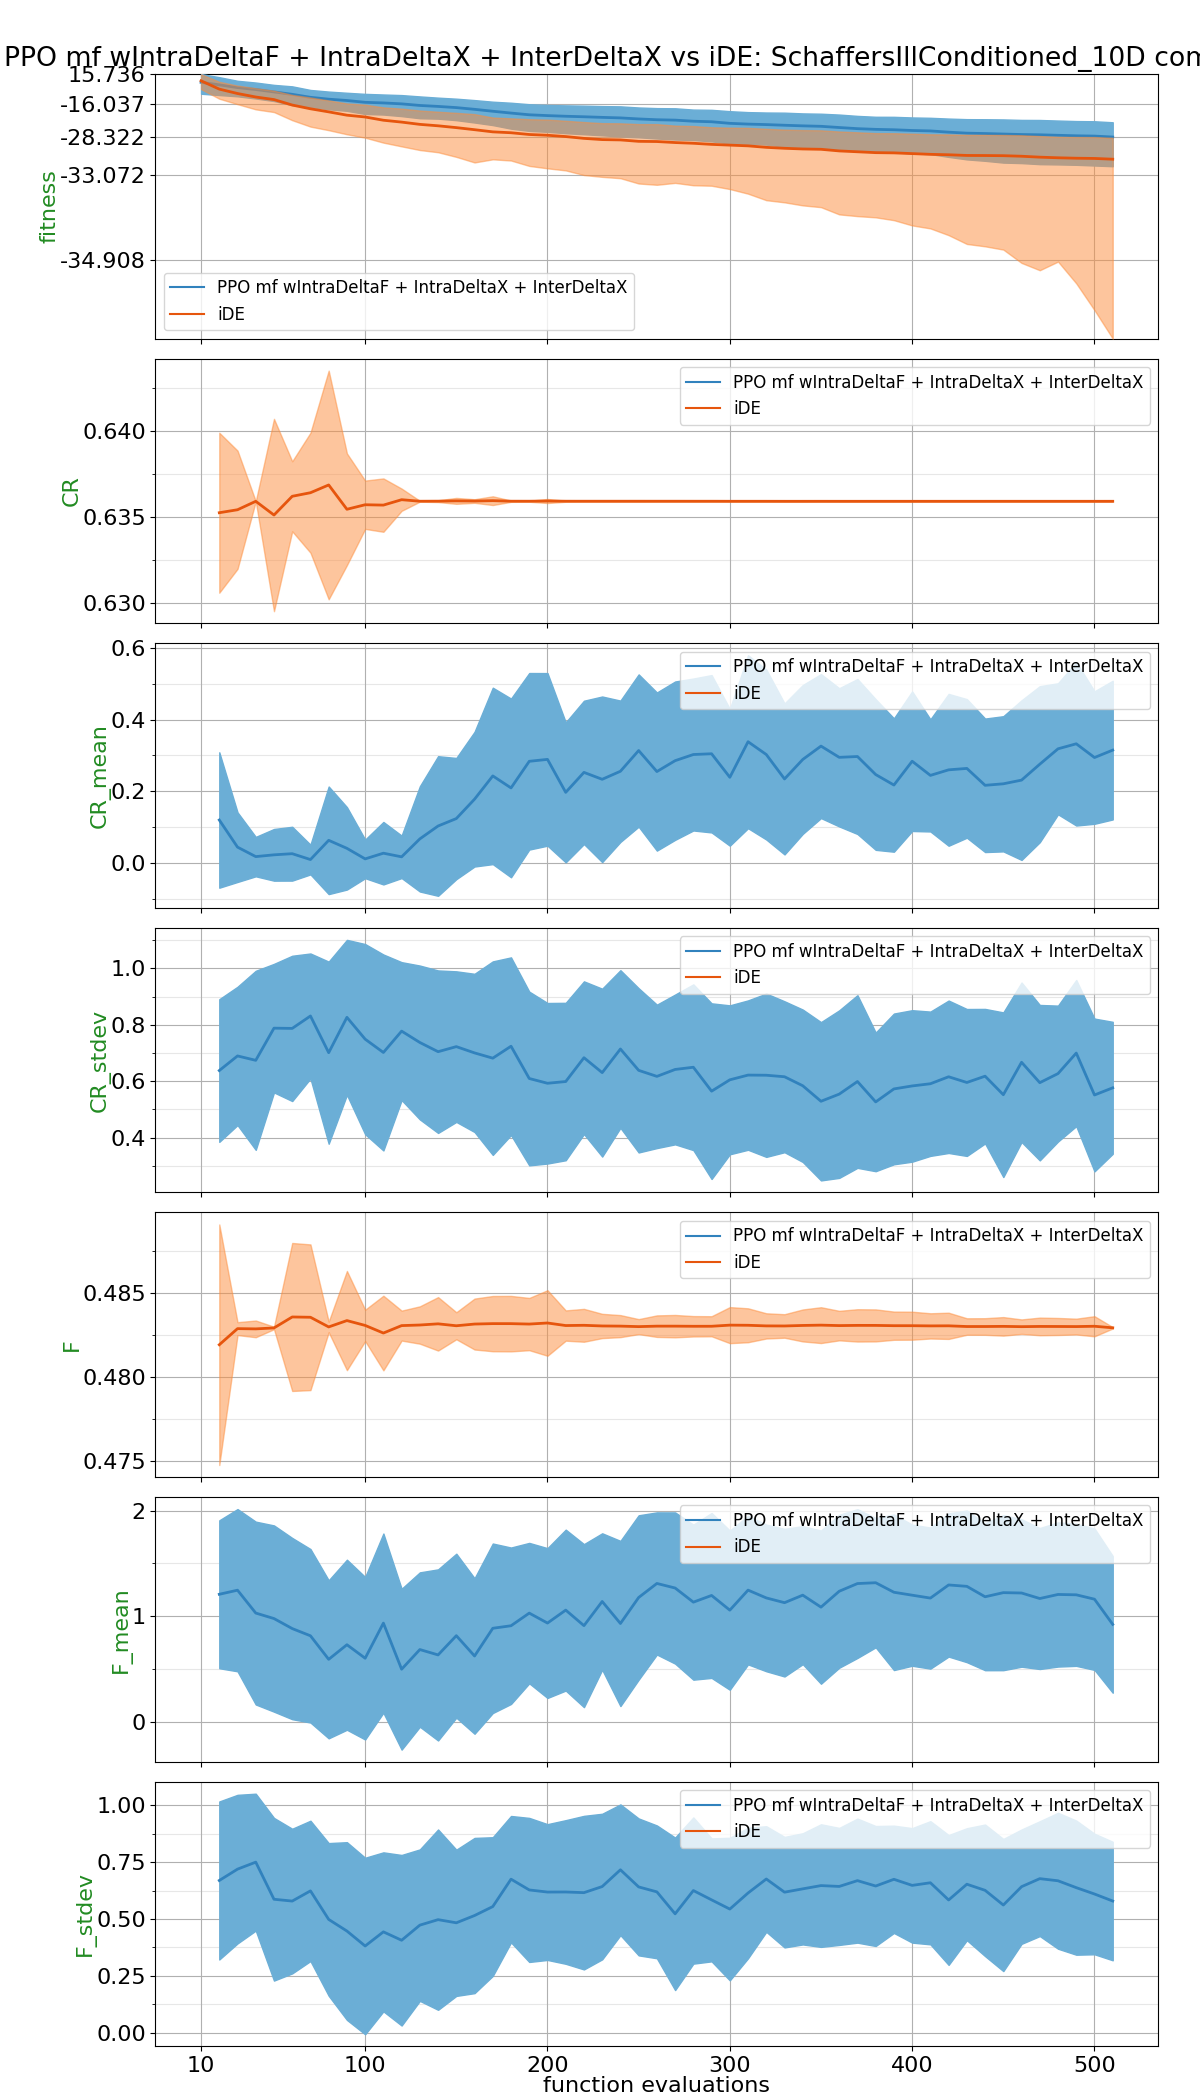 PPO mf wIntraDeltaF + IntraDeltaX + InterDeltaX vs iDE: SchaffersIllConditioned_10D com
15.736
-16.037
-28.322
-33.072
-34.908
fitness
PPO mf wIntraDeltaF + IntraDeltaX + InterDeltaX
iDE
0.640
0.635
0.630
CR
PPO mf wIntraDeltaF + IntraDeltaX + InterDeltaX
iDE
0.6
0.4
0.2
0.0
CR_mean
PPO mf wIntraDeltaF + IntraDeltaX + InterDeltaX
iDE
1.0
0.8
0.6
0.4
CR_stdev
PPO mf wIntraDeltaF + IntraDeltaX + InterDeltaX
iDE
0.485
0.480
0.475
F
PPO mf wIntraDeltaF + IntraDeltaX + InterDeltaX
iDE
2
1
0
F_mean
PPO mf wIntraDeltaF + IntraDeltaX + InterDeltaX
iDE
1.00
0.75
0.50
0.25
0.00
F_stdev
PPO mf wIntraDeltaF + IntraDeltaX + InterDeltaX
iDE
10 100 200 300 400 500
function evaluations